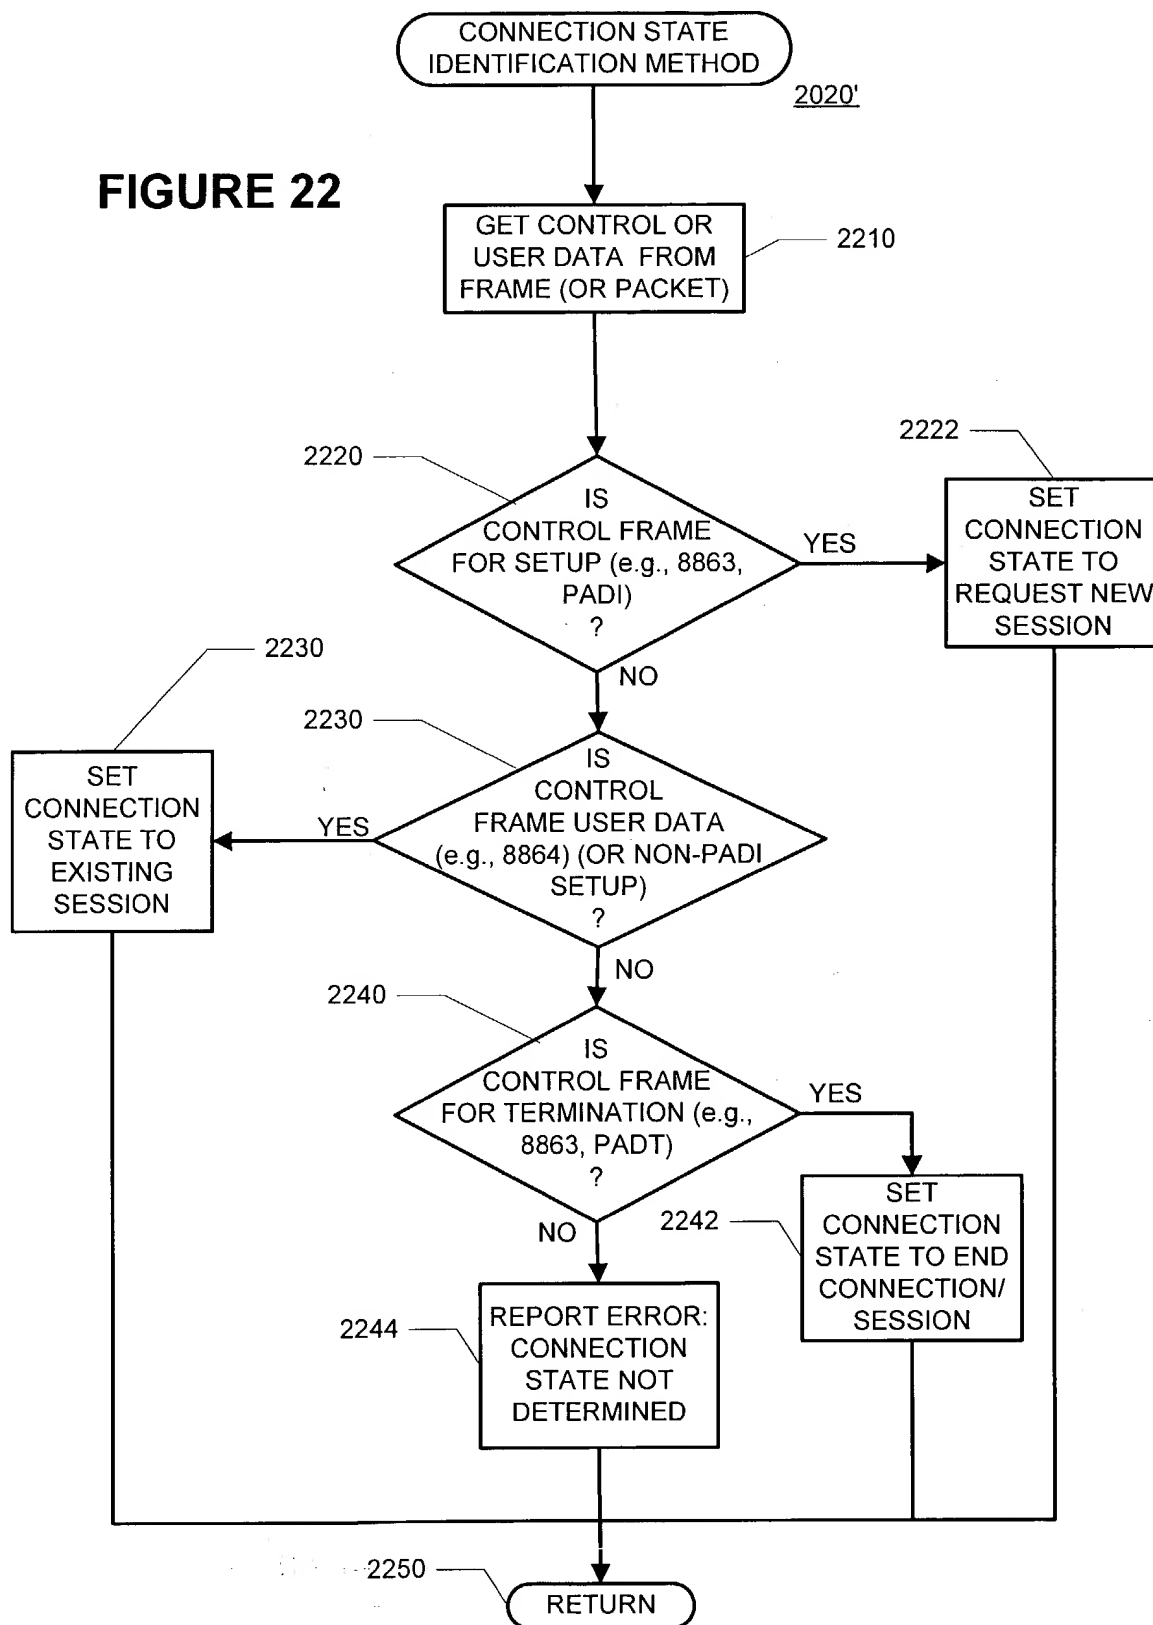 CONNECTION STATE
IDENTIFICATION METHOD
2020'
FIGURE 22
GET CONTROL OR
USER DATA FROM
FRAME (OR PACKET)
2210
2220
IS
CONTROL FRAME
FOR SETUP (e.g., 8863,
PADI)
?
YES
NO
2222
SET
CONNECTION
STATE TO
REQUEST NEW
SESSION
2230
SET
CONNECTION
STATE TO
EXISTING
SESSION
2230
IS
CONTROL
FRAME USER DATA
(e.g., 8864) (OR NON-PADI
SETUP)
?
YES
NO
2240
IS
CONTROL FRAME
FOR TERMINATION (e.g.,
8863, PADT)
?
YES
NO
2242
SET
CONNECTION
STATE TO END
CONNECTION/
SESSION
2244
REPORT ERROR:
CONNECTION
STATE NOT
DETERMINED
2250
RETURN